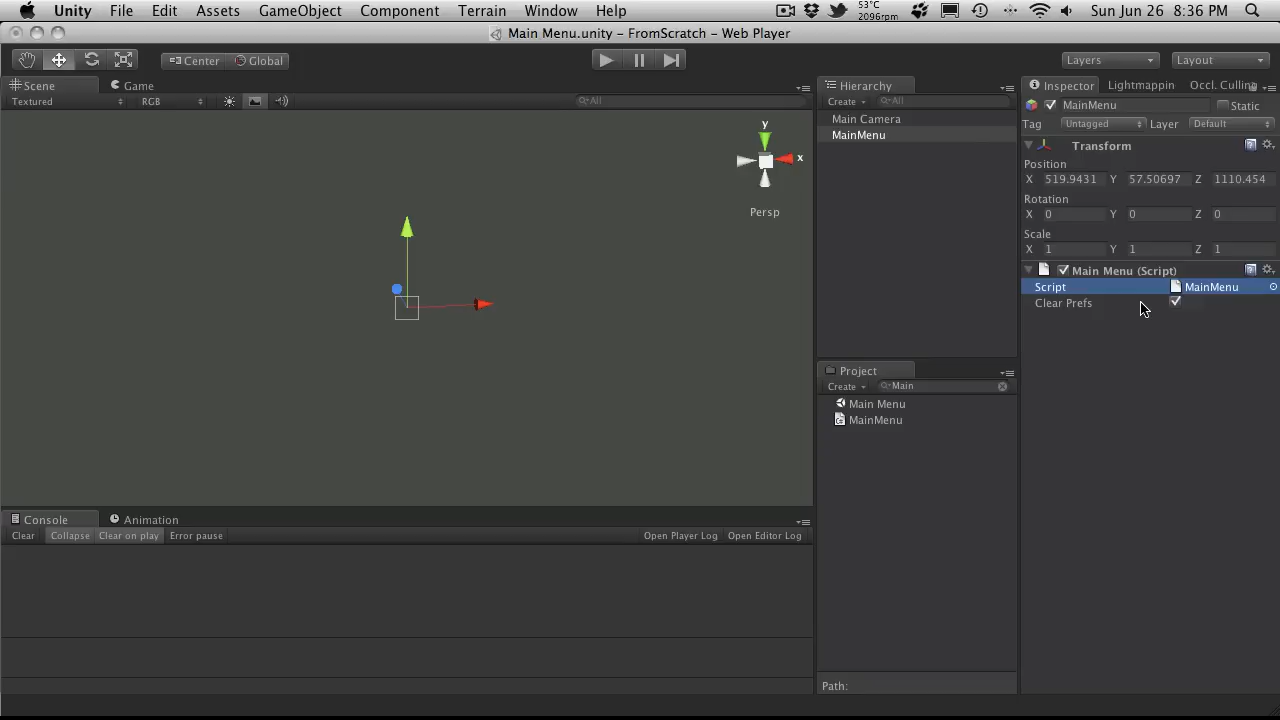 Unity File Edit Assets GameObject Component Terrain Window Help 53°C 2096rpm Sun Jun 26 8:36 PM
Main Menu.unity – FromScratch – Web Player
Center Global Layers Layout
Scene Game
Textured RGB All
y
x
Persp
Hierarchy
Create All
Main Camera
MainMenu
Project
Create Main
Main Menu
MainMenu
Path:
Inspector Lightmappin Occl. Cullin
MainMenu Static
Tag Untagged Layer Default
Transform
Position
X 519.9431 Y 57.50697 Z 1110.454
Rotation
X 0 Y 0 Z 0
Scale
X 1 Y 1 Z 1
Main Menu (Script)
Script MainMenu
Clear Prefs
Console Animation
Clear Collapse Clear on play Error pause Open Player Log Open Editor Log